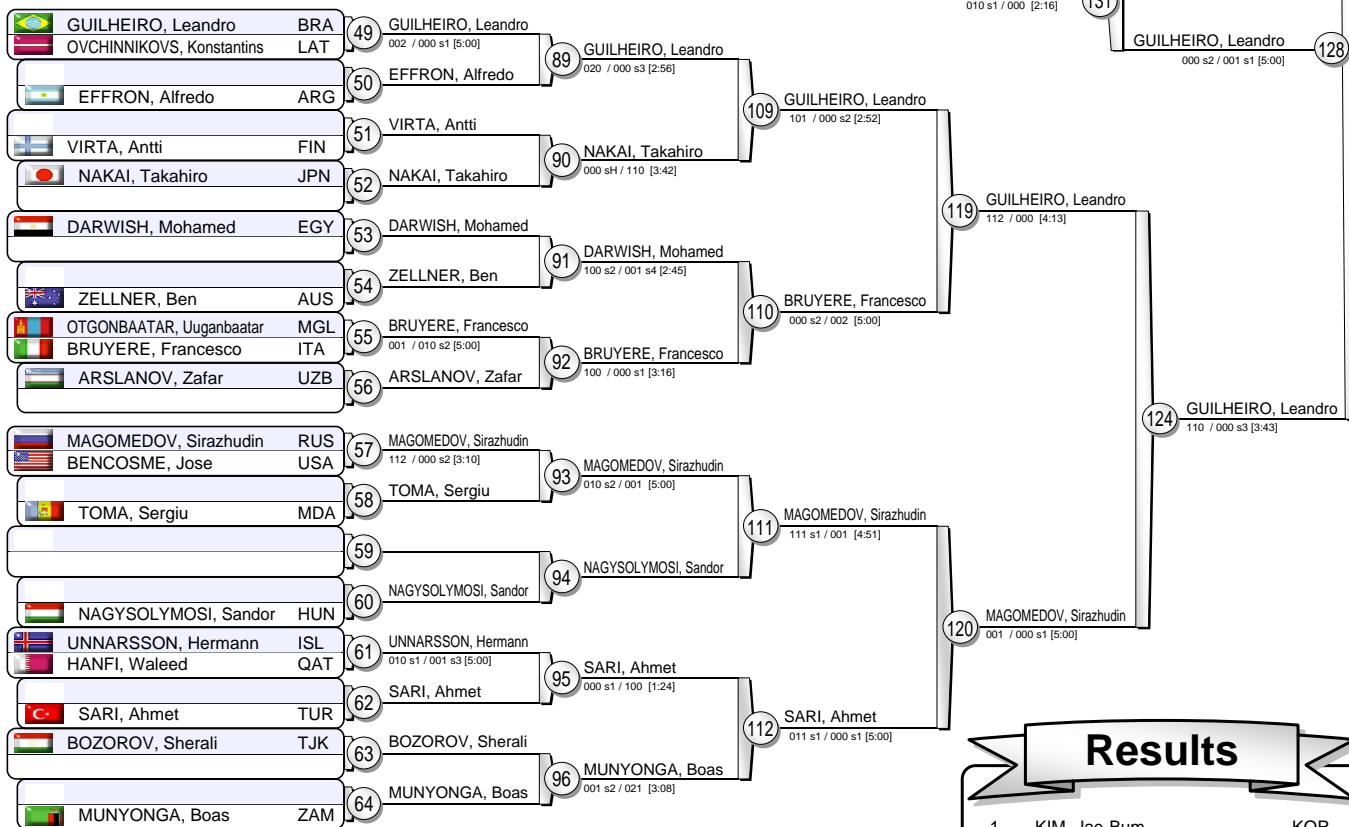 010 s1 / 000 [2:16]
131
GUILHEIRO, Leandro
000 s2 / 001 s1 [5:00]
128
GUILHEIRO, Leandro BRA
OVCHINNIKOVS, Konstantins LAT
49
GUILHEIRO, Leandro
002 / 000 s1 [5:00]
EFFRON, Alfredo ARG
50
EFFRON, Alfredo
89
GUILHEIRO, Leandro
020 / 000 s3 [2:56]
VIRTA, Antti FIN
51
VIRTA, Antti
NAKAI, Takahiro JPN
52
NAKAI, Takahiro
90
NAKAI, Takahiro
000 sH / 110 [3:42]
109
GUILHEIRO, Leandro
101 / 000 s2 [2:52]
DARWISH, Mohamed EGY
53
DARWISH, Mohamed
ZELLNER, Ben AUS
54
ZELLNER, Ben
91
DARWISH, Mohamed
100 s2 / 001 s4 [2:45]
OTGONBAATAR, Uuganbaatar MGL
BRUYERE, Francesco ITA
55
BRUYERE, Francesco
001 / 010 s2 [5:00]
ARSLANOV, Zafar UZB
56
ARSLANOV, Zafar
92
BRUYERE, Francesco
100 / 000 s1 [3:16]
110
BRUYERE, Francesco
000 s2 / 002 [5:00]
119
GUILHEIRO, Leandro
112 / 000 [4:13]
MAGOMEDOV, Sirazhudin RUS
BENCOSME, Jose USA
57
MAGOMEDOV, Sirazhudin
112 / 000 s2 [3:10]
TOMA, Sergiu MDA
58
TOMA, Sergiu
93
MAGOMEDOV, Sirazhudin
010 s2 / 001 [5:00]
59
NAGYSOLYMOSI, Sandor HUN
60
NAGYSOLYMOSI, Sandor
94
NAGYSOLYMOSI, Sandor
111
MAGOMEDOV, Sirazhudin
111 s1 / 001 [4:51]
UNNARSSON, Hermann ISL
HANFI, Waleed QAT
61
UNNARSSON, Hermann
010 s1 / 001 s3 [5:00]
SARI, Ahmet TUR
62
SARI, Ahmet
95
SARI, Ahmet
000 s1 / 100 [1:24]
BOZOROV, Sherali TJK
63
BOZOROV, Sherali
MUNYONGA, Boas ZAM
64
MUNYONGA, Boas
96
MUNYONGA, Boas
001 s2 / 021 [3:08]
112
SARI, Ahmet
011 s1 / 000 s1 [5:00]
120
MAGOMEDOV, Sirazhudin
001 / 000 s1 [5:00]
124
GUILHEIRO, Leandro
110 / 000 s3 [3:43]
Results
1 KIM, Jae-Bum KOR